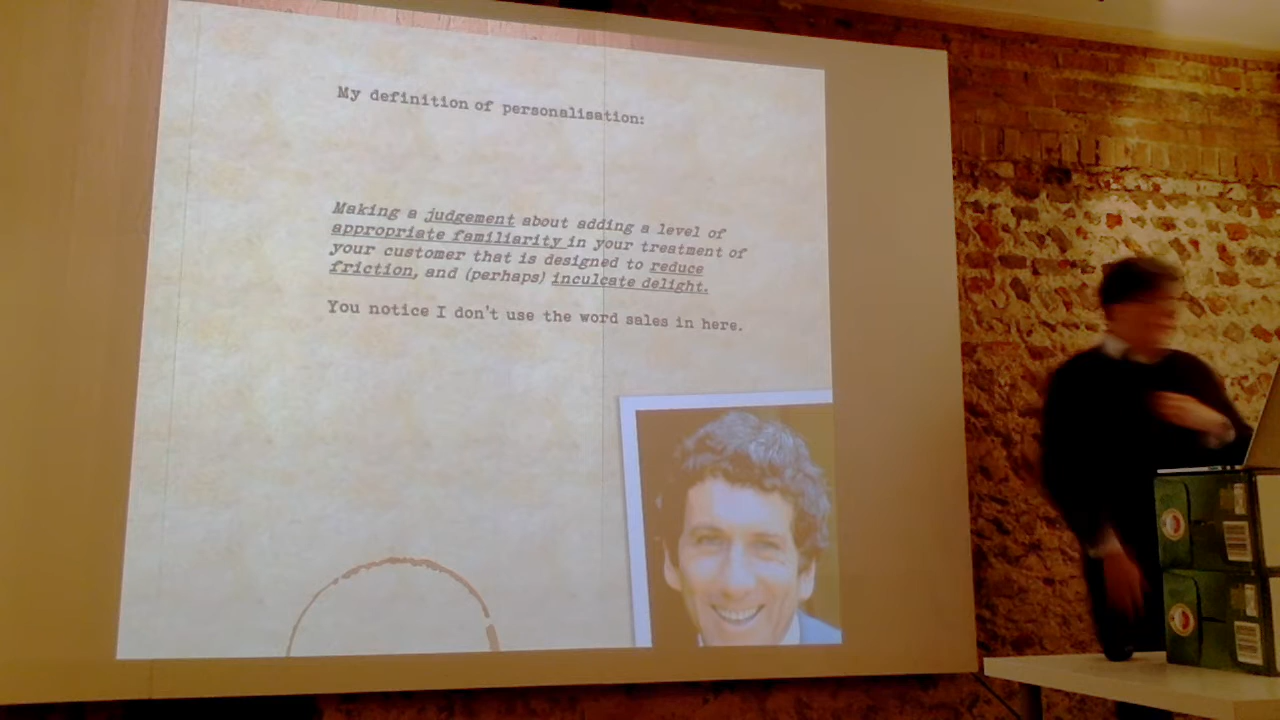 My definition of personalisation:
Making a judgement about adding a level of
appropriate familiarity in your treatment of
your customer that is designed to reduce
friction, and (perhaps) inculcate delight.
You notice I don't use the word sales in here.